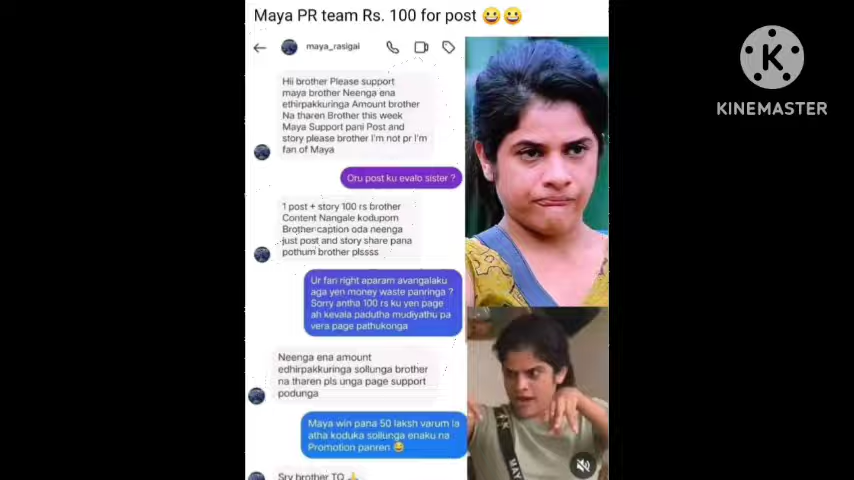 Maya PR team Rs. 100 for post 😀😀
maya_rasigai
Hii brother Please support
maya brother Neenga ena
ethirpakkuringa Amount brother
Na tharen Brother this week
Maya Support pani Post and
story please brother I'm not pr I'm
fan of Maya
Oru post ku evalo sister ?
1 post + story 100 rs brother
Content Nangale kodupom
Brother caption oda neenga
just post and story share pana
pothum brother plssss
Ur fan right aparam avangalaku
aga yen money waste panringa ?
Sorry antha 100 rs ku yen page
ah kevala padutha mudiyathu pa
vera page pathukonga
Neenga ena amount
edhirpakkuringa sollunga brother
na tharen pls unga page support
podunga
Maya win pana 50 laksh varum la
atha koduka sollunga enaku na
Promotion panren 😂
Sry brother TQ 🙏
MAY
K
KINEMASTER